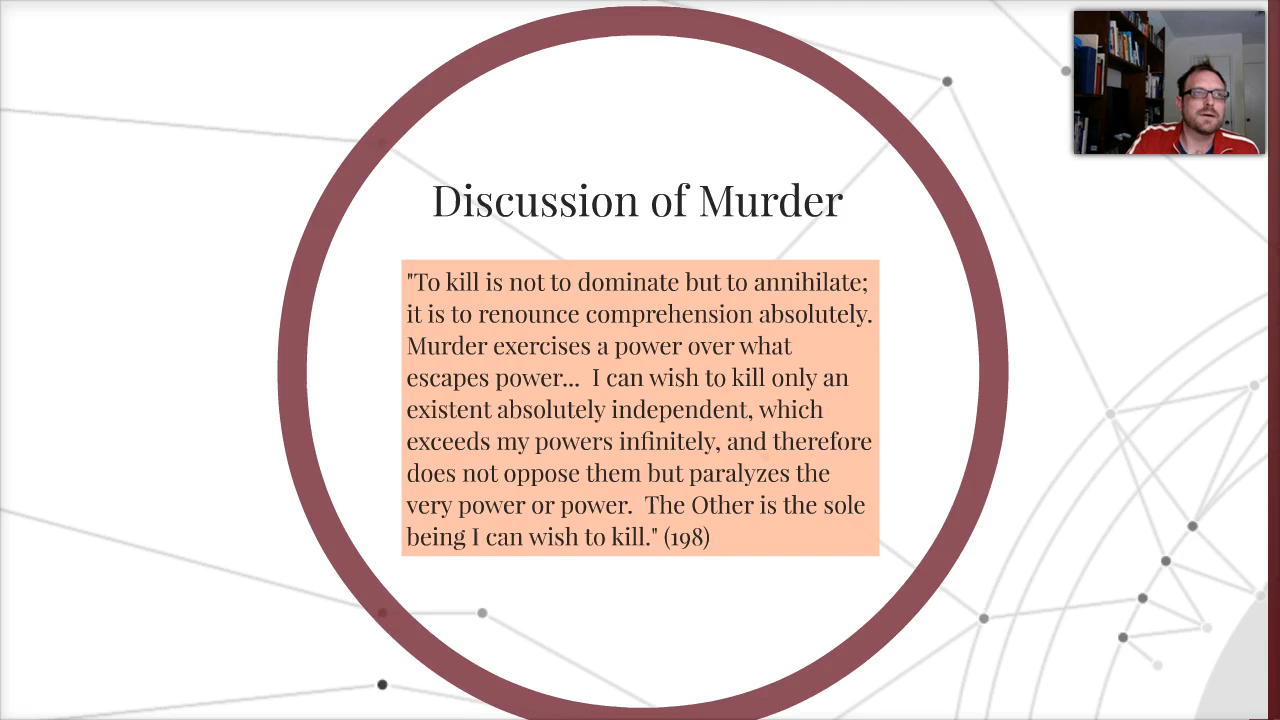 Discussion of Murder
"To kill is not to dominate but to annihilate;
it is to renounce comprehension absolutely.
Murder exercises a power over what
escapes power... I can wish to kill only an
existent absolutely independent, which
exceeds my powers infinitely, and therefore
does not oppose them but paralyzes the
very power or power. The Other is the sole
being I can wish to kill." (198)